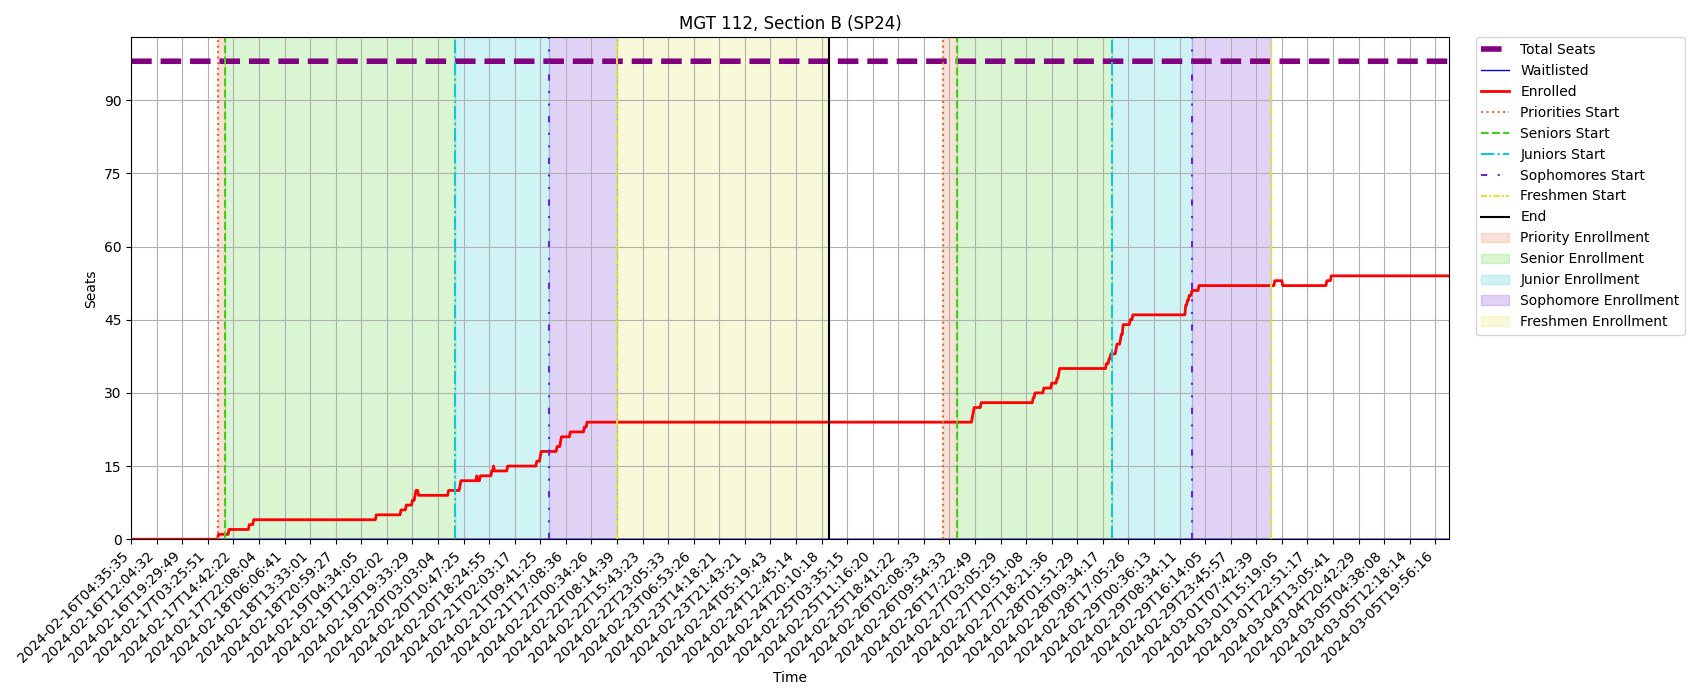 MGT 112, Section B (SP24)
Total Seats
Waitlisted
Enrolled
Priorities Start
Seniors Start
Juniors Start
Sophomores Start
Freshmen Start
End
Priority Enrollment
Senior Enrollment
Junior Enrollment
Sophomore Enrollment
Freshmen Enrollment
Seats
90
75
60
45
30
15
0
2024-02-16T04:35:35
2024-02-16T12:04:32
2024-02-16T19:29:49
2024-02-17T03:25:51
2024-02-17T14:42:22
2024-02-17T22:08:04
2024-02-18T06:06:41
2024-02-18T13:33:01
2024-02-18T20:59:27
2024-02-19T04:34:05
2024-02-19T12:02:02
2024-02-19T19:33:29
2024-02-20T03:03:04
2024-02-20T10:47:25
2024-02-20T18:24:55
2024-02-21T02:03:17
2024-02-21T09:41:25
2024-02-21T17:08:36
2024-02-22T00:34:26
2024-02-22T08:14:39
2024-02-22T15:43:23
2024-02-22T23:05:33
2024-02-23T06:53:26
2024-02-23T14:18:21
2024-02-23T21:43:21
2024-02-24T05:19:43
2024-02-24T12:45:14
2024-02-24T20:10:18
2024-02-25T03:35:15
2024-02-25T11:16:20
2024-02-25T18:41:22
2024-02-26T02:08:33
2024-02-26T09:54:33
2024-02-26T17:22:49
2024-02-27T03:05:29
2024-02-27T10:51:08
2024-02-27T18:21:36
2024-02-28T01:51:29
2024-02-28T09:34:17
2024-02-28T17:05:26
2024-02-29T00:36:13
2024-02-29T08:34:11
2024-02-29T16:14:05
2024-02-29T23:45:57
2024-03-01T07:42:39
2024-03-01T15:19:05
2024-03-01T22:51:17
2024-03-04T13:05:41
2024-03-04T20:42:29
2024-03-05T04:38:08
2024-03-05T12:18:14
2024-03-05T19:56:16
Time